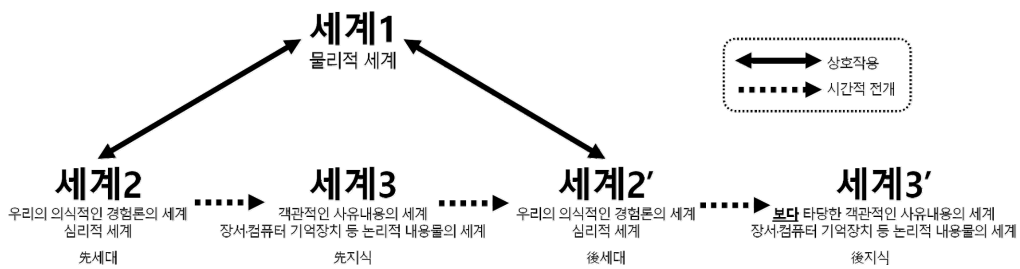 세계1
물리적 세계
상호작용
시간적 전개
세계2
우리의 의식적인 경험론의 세계
심리적 세계
先세대
세계3
객관적인 사유내용의 세계
장서·컴퓨터 기억장치 등 논리적 내용물의 세계
先지식
세계2′
우리의 의식적인 경험론의 세계
심리적 세계
後세대
세계3′
보다 타당한 객관적인 사유내용의 세계
장서·컴퓨터 기억장치 등 논리적 내용물의 세계
後지식